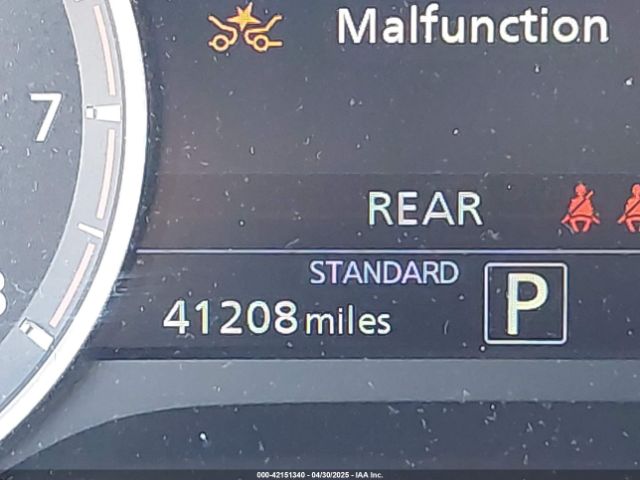 Malfunction
7
REAR
STANDARD
P
41208 miles
000-42151340 - 04/30/2025 - IAA Inc.